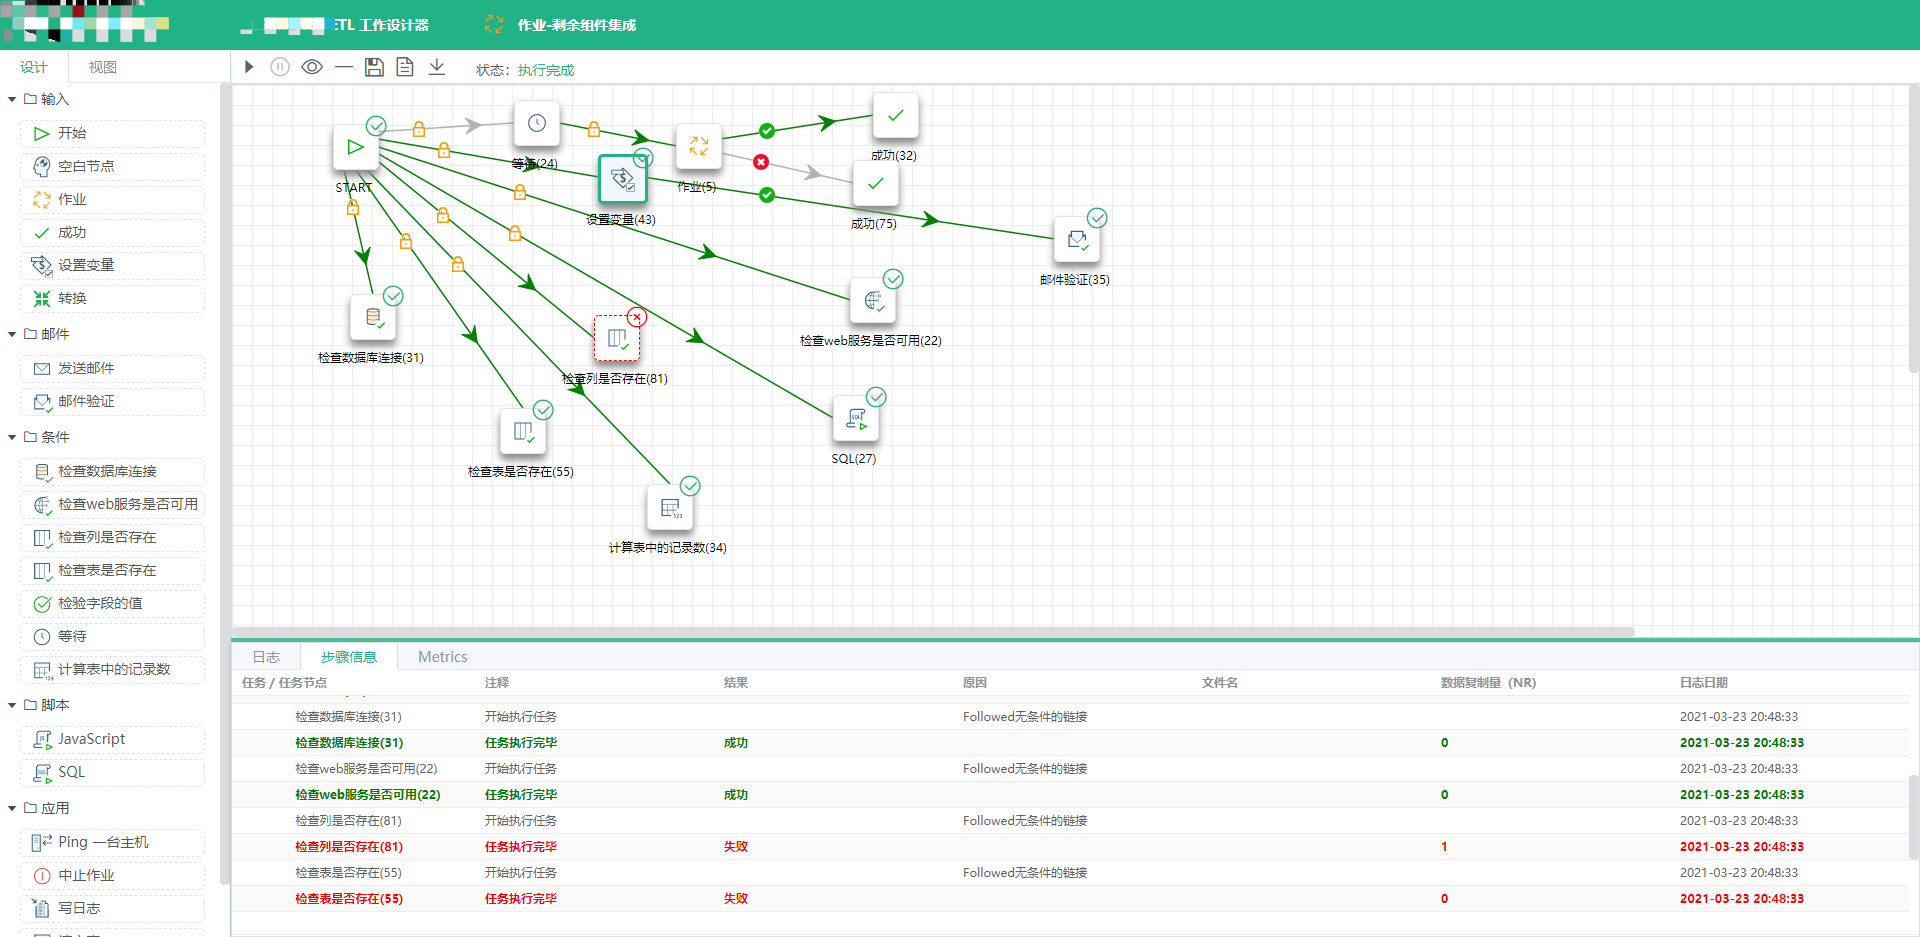 ETL 工作设计器
作业-剩余组件集成
设计
视图
状态：执行完成
输入
开始
空白节点
作业
成功
设置变量
转换
邮件
发送邮件
邮件验证
条件
检查数据库连接
检查web服务是否可用
检查列是否存在
检查表是否存在
检验字段的值
等待
计算表中的记录数
脚本
JavaScript
SQL
应用
Ping 一台主机
中止作业
写日志
START
等待(24)
作业(5)
成功(32)
成功(75)
设置变量(43)
邮件验证(35)
检查数据库连接(31)
检查列是否存在(81)
检查web服务是否可用(22)
检查表是否存在(55)
SQL(27)
计算表中的记录数(34)
日志
步骤信息
Metrics
任务 / 任务节点 注释 结果 原因 文件名 数据复制量（NR） 日志日期
检查数据库连接(31) 开始执行任务 Followed无条件的链接 2021-03-23 20:48:33
检查数据库连接(31) 任务执行完毕 成功 0 2021-03-23 20:48:33
检查web服务是否可用(22) 开始执行任务 Followed无条件的链接 2021-03-23 20:48:33
检查web服务是否可用(22) 任务执行完毕 成功 0 2021-03-23 20:48:33
检查列是否存在(81) 开始执行任务 Followed无条件的链接 2021-03-23 20:48:33
检查列是否存在(81) 任务执行完毕 失败 1 2021-03-23 20:48:33
检查表是否存在(55) 开始执行任务 Followed无条件的链接 2021-03-23 20:48:33
检查表是否存在(55) 任务执行完毕 失败 0 2021-03-23 20:48:33